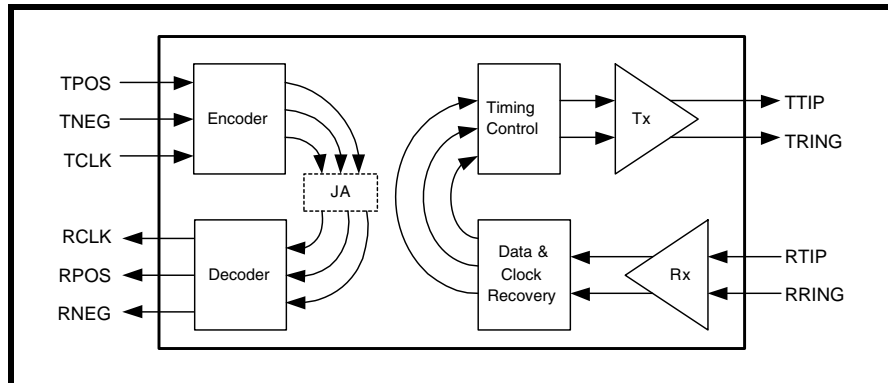 TPOS
TNEG
TCLK
Encoder
JA
Timing
Control
Tx
TTIP
TRING
RCLK
RPOS
RNEG
Decoder
Data &
Clock
Recovery
Rx
RTIP
RRING